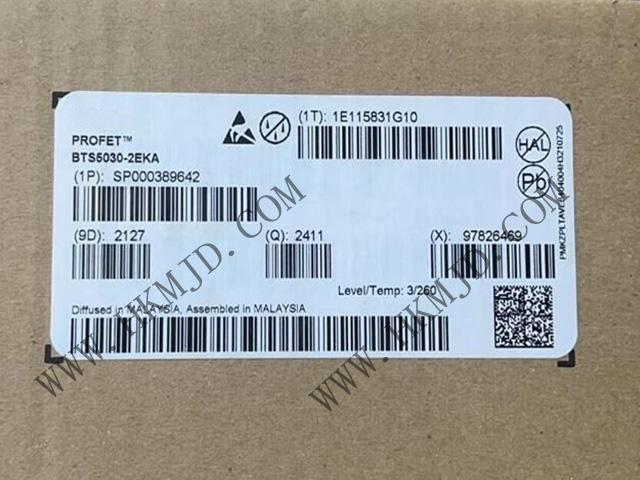 PROFET™
BTS5030-2EKA
(1P): SP000389642
(1T): 1E115831G10
HAL
Pb
(9D): 2127
(Q): 2411
(X): 97826469
Level/Temp: 3/260
Diffused in MALAYSIA, Assembled in MALAYSIA
WWW.HKMJD.COM
WWW.HKMJD.COM